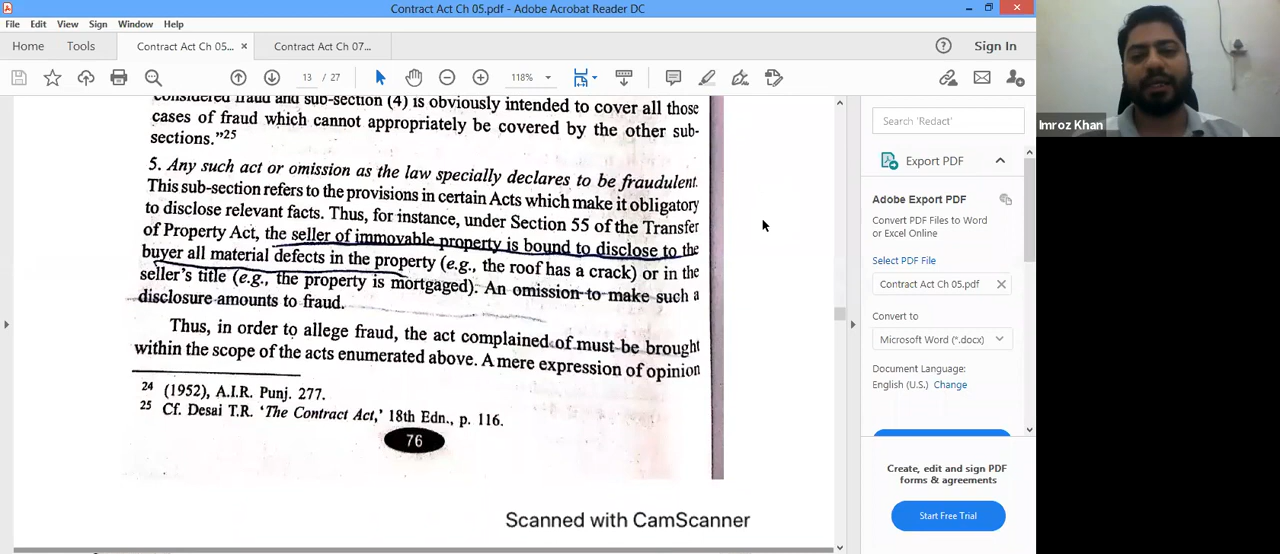 Contract Act Ch 05.pdf - Adobe Acrobat Reader DC
File Edit View Sign Window Help
Home Tools Contract Act Ch 05... × Contract Act Ch 07... Sign In
13 / 27 118%
considered fraud and sub-section (4) is obviously intended to cover all those
cases of fraud which cannot appropriately be covered by the other sub-
sections."25
5. Any such act or omission as the law specially declares to be fraudulent.
This sub-section refers to the provisions in certain Acts which make it obligatory
to disclose relevant facts. Thus, for instance, under Section 55 of the Transfer
of Property Act, the seller of immovable property is bound to disclose to the
buyer all material defects in the property (e.g., the roof has a crack) or in the
seller's title (e.g., the property is mortgaged). An omission to make such a
disclosure amounts to fraud.
Thus, in order to allege fraud, the act complained of must be brought
within the scope of the acts enumerated above. A mere expression of opinion
24 (1952), A.I.R. Punj. 277.
25 Cf. Desai T.R. 'The Contract Act,' 18th Edn., p. 116.
76
Scanned with CamScanner
Search 'Redact'
Export PDF
Adobe Export PDF
Convert PDF Files to Word
or Excel Online
Select PDF File
Contract Act Ch 05.pdf ×
Convert to
Microsoft Word (*.docx)
Document Language:
English (U.S.) Change
Create, edit and sign PDF
forms & agreements
Start Free Trial
Imroz Khan